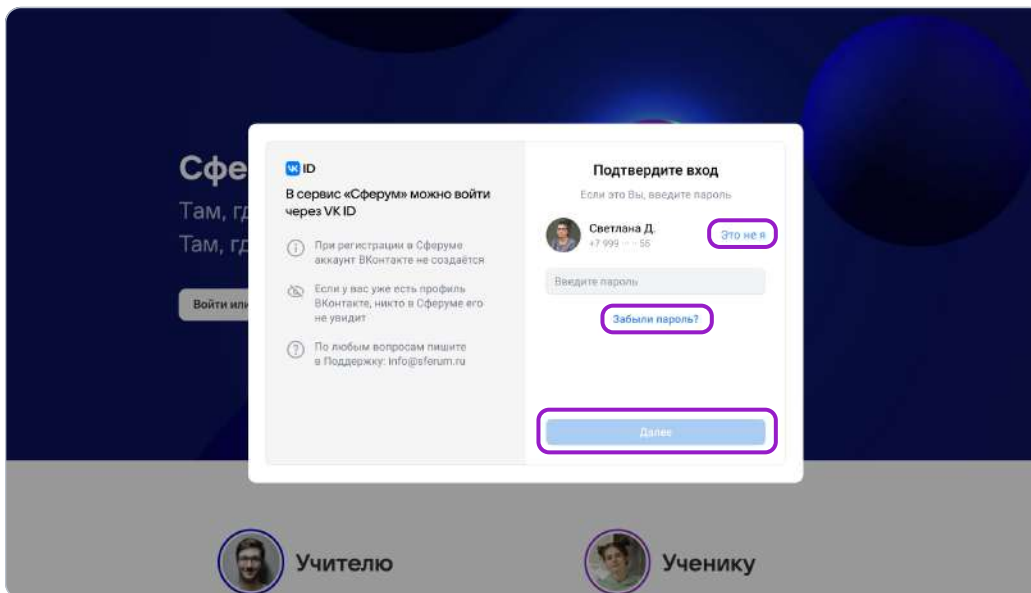 Сфе
Там, гд
Там, гд
Войти или
VK ID
В сервис «Сферум» можно войти
через VK ID
При регистрации в Сферуме
аккаунт ВКонтакте не создаётся
Если у вас уже есть профиль
ВКонтакте, никто в Сферуме его
не увидит
По любым вопросам пишите
в Поддержку: info@sferum.ru
Подтвердите вход
Если это Вы, введите пароль
Светлана Д.
+7 999 ·· ·· 55
Это не я
Введите пароль
Забыли пароль?
Далее
Учителю
Ученику